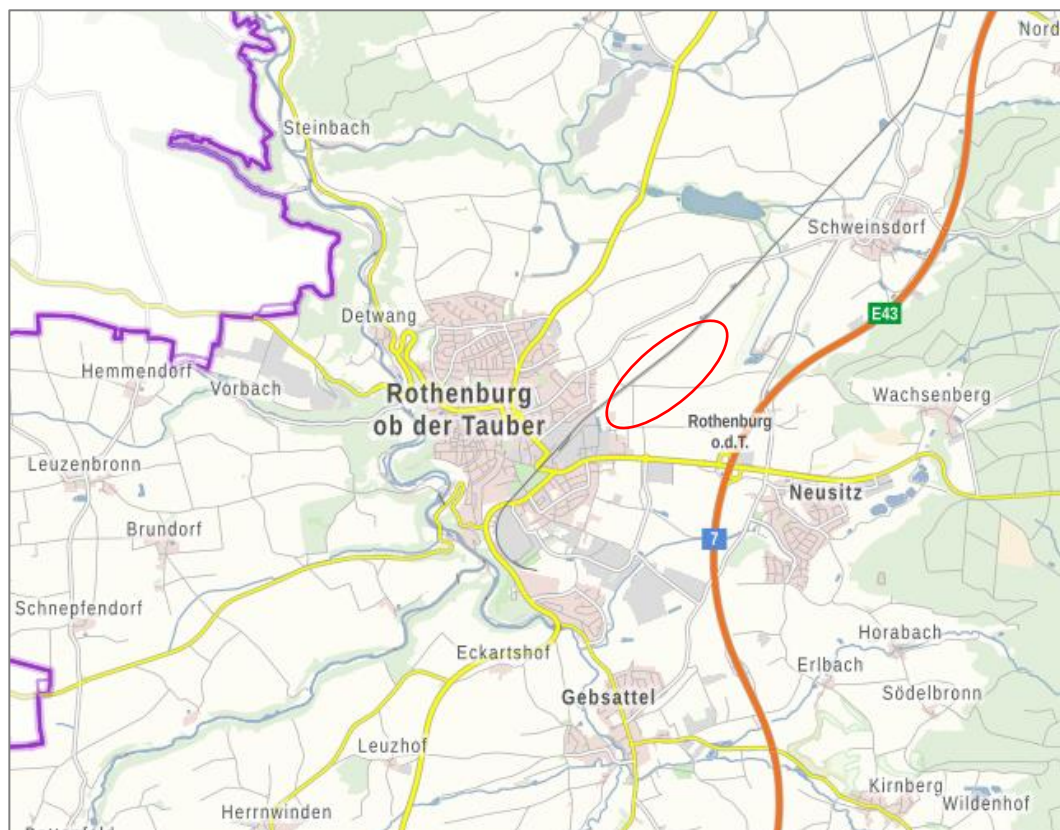 Nord
Steinbach
Schweinsdorf
E43
Detwang
Hemmendorf
Vorbach
Rothenburg
ob der Tauber
Wachsenberg
Rothenburg
o.d.T.
Leuzenbronn
Neusitz
Brundorf
7
Schnepfendorf
Horabach
Eckartshof
Erlbach
Södelbronn
Gebsattel
Leuzhof
Kirnberg
Wildenhof
Herrnwinden